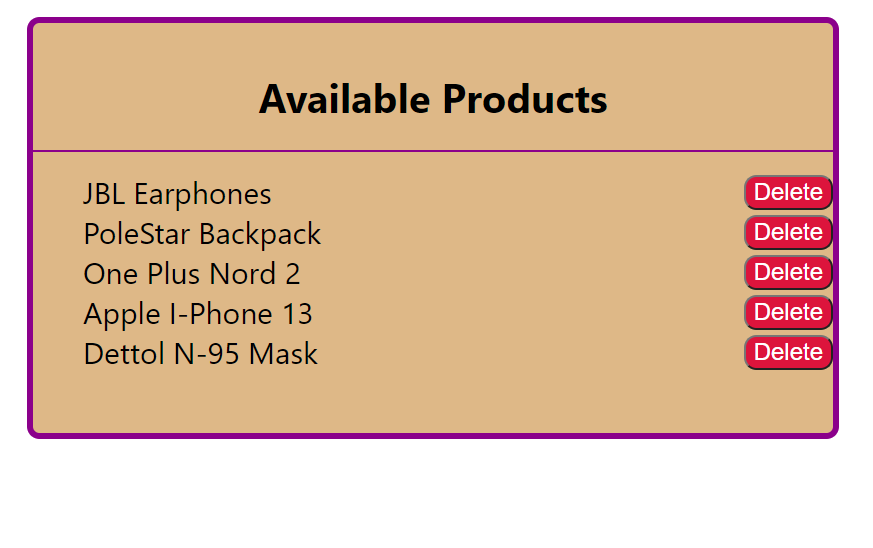 Available Products
JBL Earphones Delete
PoleStar Backpack Delete
One Plus Nord 2 Delete
Apple I-Phone 13 Delete
Dettol N-95 Mask Delete